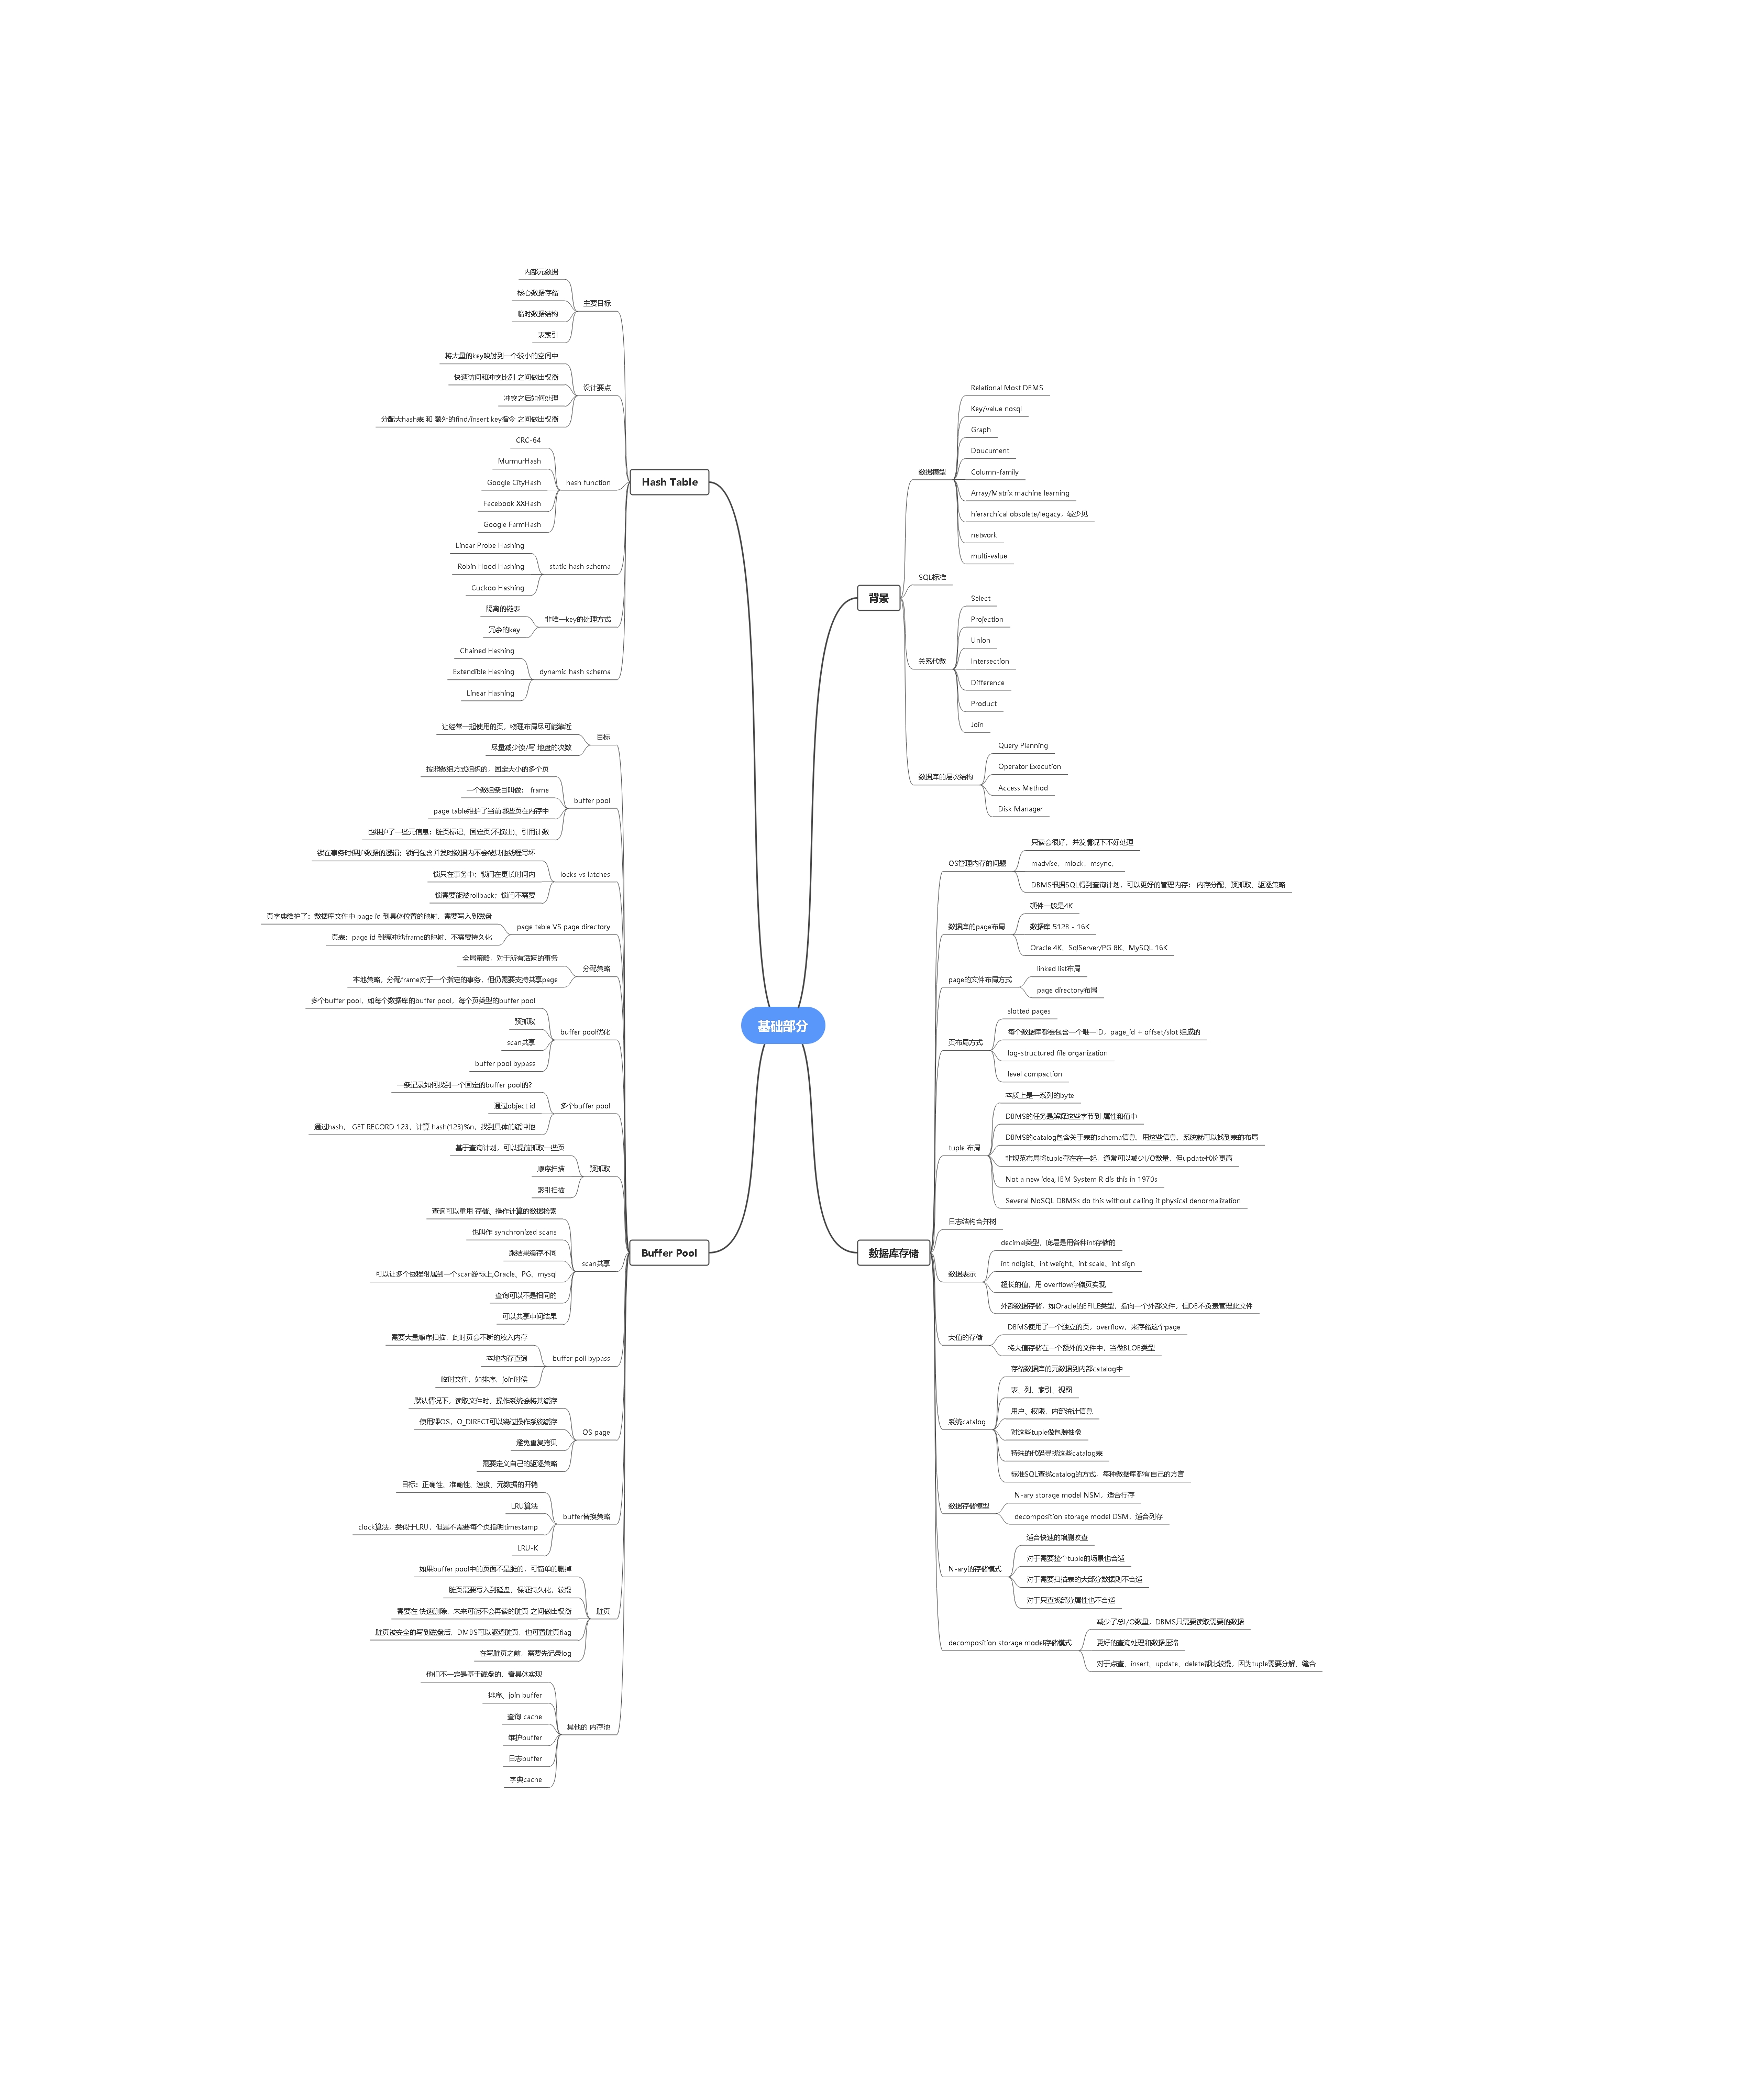 基础部分
背景
数据模型
Relational Most DBMS
Key/value nosql
Graph
Doucument
Column-family
Array/Matrix machine learning
hierarchical obsolete/legacy，较少见
network
multi-value
SQL标准
关系代数
Select
Projection
Union
Intersection
Difference
Product
Join
数据库的层次结构
Query Planning
Operator Execution
Access Method
Disk Manager
数据库存储
OS管理内存的问题
只读会很好，并发情况下不好处理
madvise，mlock，msync，
DBMS根据SQL得到查询计划，可以更好的管理内存： 内存分配、预抓取、驱逐策略
数据库的page布局
硬件一般是4K
数据库 512B - 16K
Oracle 4K、SqlServer/PG 8K、MySQL 16K
page的文件布局方式
linked list布局
page directory布局
页布局方式
slotted pages
每个数据库都会包含一个唯一ID，page_id + offset/slot 组成的
log-structured file organization
level compaction
tuple 布局
本质上是一系列的byte
DBMS的任务是解释这些字节到 属性和值中
DBMS的catalog包含关于表的schema信息，用这些信息，系统就可以找到表的布局
非规范布局将tuple存在在一起，通常可以减少I/O数量，但update代价更高
Not a new idea, IBM System R dis this in 1970s
Several NoSQL DBMSs do this without calling it physical denormalization
日志结构合并树
数据表示
decimal类型，底层是用各种int存储的
int ndigist、int weight、int scale、int sign
超长的值，用 overflow存储页实现
外部数据存储，如Oracle的BFILE类型，指向一个外部文件，但DB不负责管理此文件
大值的存储
DBMS使用了一个独立的页，overflow，来存储这个page
将大值存储在一个额外的文件中，当做BLOB类型
系统catalog
存储数据库的元数据到内部catalog中
表、列、索引、视图
用户、权限，内部统计信息
对这些tuple做包装抽象
特殊的代码寻找这些catalog表
标准SQL查找catalog的方式，每种数据库都有自己的方言
数据存储模型
N-ary storage model NSM，适合行存
decomposition storage model DSM，适合列存
N-ary的存储模式
适合快速的增删改查
对于需要整个tuple的场景也合适
对于需要扫描表的大部分数据则不合适
对于只查找部分属性也不合适
decomposition storage model存储模式
减少了总I/O数量，DBMS只需要读取需要的数据
更好的查询处理和数据压缩
对于点查、insert、update、delete都比较慢，因为tuple需要分解、缝合
Hash Table
主要目标
内部元数据
核心数据存储
临时数据结构
表索引
设计要点
将大量的key映射到一个较小的空间中
快速访问和冲突比列 之间做出权衡
冲突之后如何处理
分配大hash表 和 额外的find/insert key指令 之间做出权衡
hash function
CRC-64
MurmurHash
Google CityHash
Facebook XXHash
Google FarmHash
static hash schema
Linear Probe Hashing
Robin Hood Hashing
Cuckoo Hashing
非唯一key的处理方式
隔离的链表
冗余的key
dynamic hash schema
Chained Hashing
Extendible Hashing
Linear Hashing
Buffer Pool
目标
让经常一起使用的页，物理布局尽可能靠近
尽量减少读/写 地盘的次数
buffer pool
按照数组方式组织的，固定大小的多个页
一个数组条目叫做： frame
page table维护了当前哪些页在内存中
也维护了一些元信息：脏页标记、固定页(不换出)、引用计数
locks vs latches
锁在事务时保护数据的逻辑；锁闩包含并发时数据内不会被其他线程写坏
锁只在事务中；锁闩在更长时间内
锁需要能被rollback；锁闩不需要
page table VS page directory
页字典维护了：数据库文件中 page id 到具体位置的映射，需要写入到磁盘
页表：page id 到缓冲池frame的映射，不需要持久化
分配策略
全局策略，对于所有活跃的事务
本地策略，分配frame对于一个指定的事务，但仍需要支持共享page
buffer pool优化
多个buffer pool，如每个数据库的buffer pool，每个页类型的buffer pool
预抓取
scan共享
buffer pool bypass
多个buffer pool
一条记录如何找到一个固定的buffer pool的？
通过object id
通过hash， GET RECORD 123，计算 hash(123)%n，找到具体的缓冲池
预抓取
基于查询计划，可以提前抓取一些页
顺序扫描
索引扫描
scan共享
查询可以重用 存储、操作计算的数据检索
也叫作 synchronized scans
跟结果缓存不同
可以让多个线程附属到一个scan游标上,Oracle、PG、mysql
查询可以不是相同的
可以共享中间结果
buffer poll bypass
需要大量顺序扫描，此时页会不断的放入内存
本地内存查询
临时文件，如排序、join时候
OS page
默认情况下，读取文件时，操作系统会将其缓存
使用裸OS，O_DIRECT可以绕过操作系统缓存
避免重复拷贝
需要定义自己的驱逐策略
buffer替换策略
目标：正确性、准确性、速度、元数据的开销
LRU算法
clock算法，类似于LRU，但是不需要每个页指明timestamp
LRU-K
脏页
如果buffer pool中的页面不是脏的，可简单的删掉
脏页需要写入到磁盘，保证持久化，较慢
需要在 快速删除，未来可能不会再读的脏页 之间做出权衡
脏页被安全的写到磁盘后，DMBS可以驱逐脏页，也可置脏页flag
在写脏页之前，需要先记录log
其他的 内存池
他们不一定是基于磁盘的，看具体实现
排序、join buffer
查询 cache
维护buffer
日志buffer
字典cache